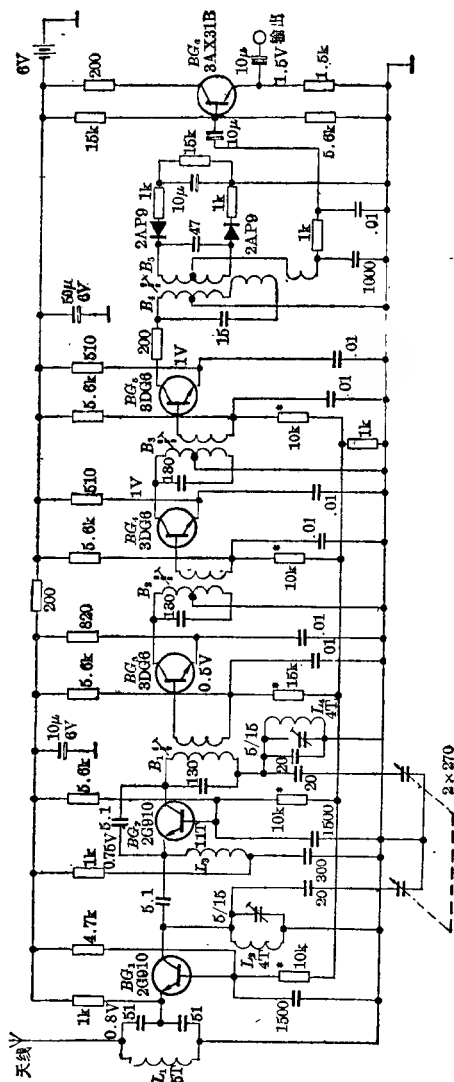 天线
L₁
5T
51
51
0.8V
1k
BG₁
2G910
4.7k
1500
10k
*
L₂
4T
5/15
20
5.1
1k
0.75V
5.1
BG₂
2G910
L₃
11T
300
1500
10k
*
5.6k
10μ
6V
B₁
130
20
20
5/15
L₄
4T
2×270
5.6k
820
BG₃
3DG6
0.5V
15k
*
.01
.01
200
B₂
130
5.6k
510
1V
BG₄
3DG6
10k
*
.01
.01
B₃
130
5.6k
510
1V
BG₅
3DG6
10k
*
.01
.01
1k
50μ
6V
200
15
B₄
B₅
47
2AP9
2AP9
1k
1k
10μ
15k
1000
1k
.01
10μ
15k
5.6k
200
BG₆
3AX31B
10μ
1.5V
输出
1.5k
6V